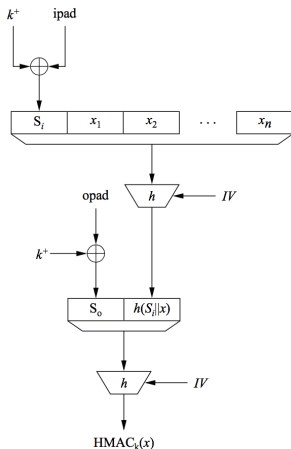 k⁺ ipad
Sᵢ x₁ x₂ . . . xₙ
h IV
opad
k⁺
Sₒ h(Sᵢ||x)
h IV
HMACₖ(x)